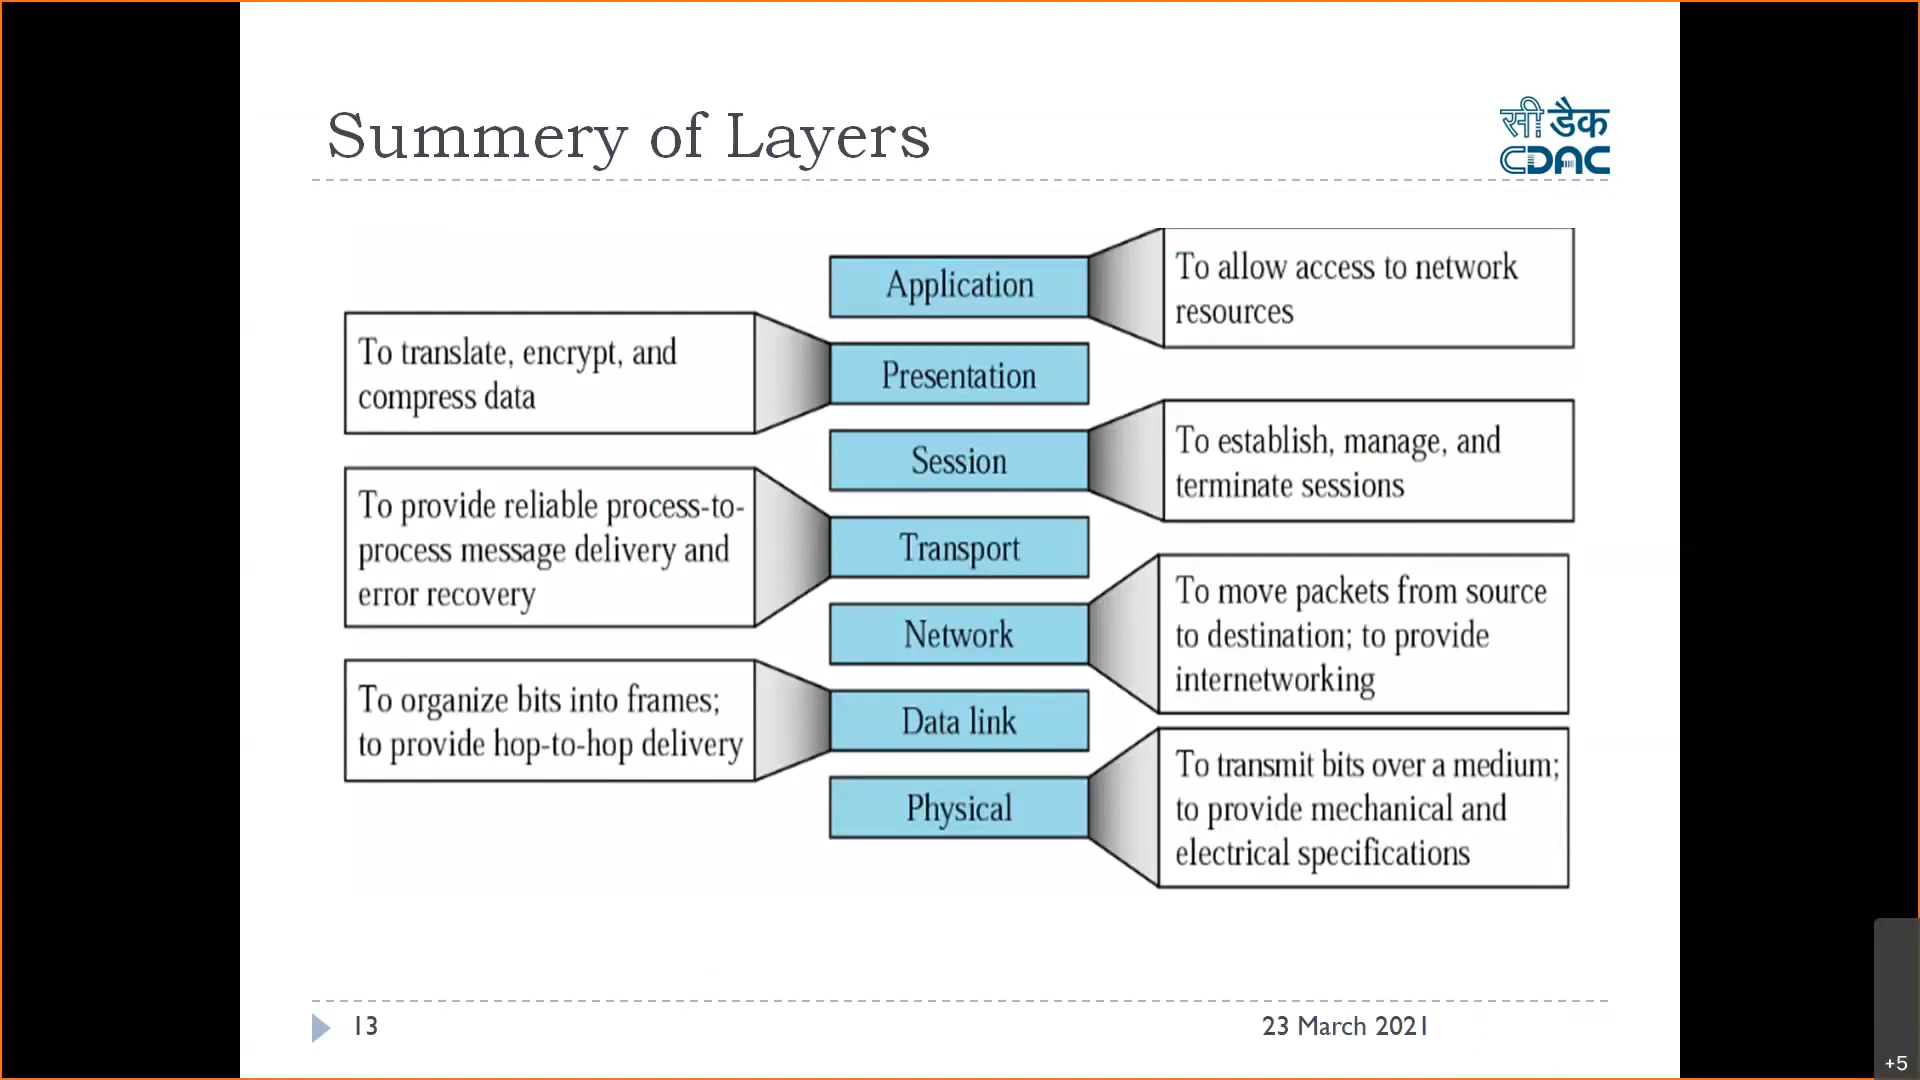 Summery of Layers
सी डैक
CDAC
Application
To allow access to network
resources
To translate, encrypt, and
compress data
Presentation
Session
To establish, manage, and
terminate sessions
To provide reliable process-to-
process message delivery and
error recovery
Transport
Network
To move packets from source
to destination; to provide
internetworking
To organize bits into frames;
to provide hop-to-hop delivery
Data link
Physical
To transmit bits over a medium;
to provide mechanical and
electrical specifications
13
23 March 2021
+5